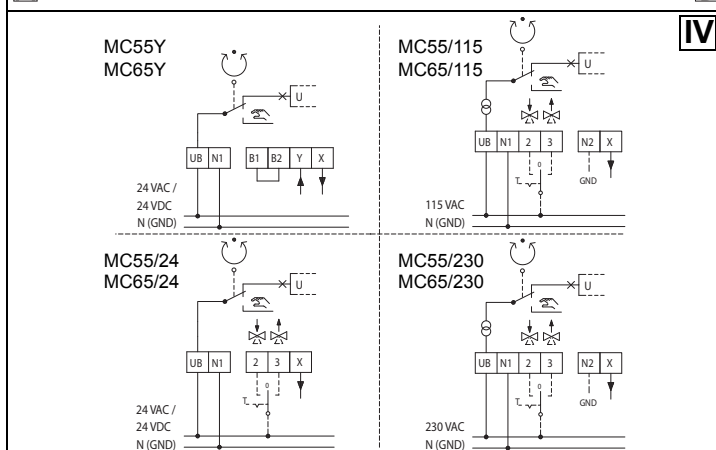 IV
MC55Y
MC65Y
U
UB N1 B1 B2 Y X
24 VAC /
24 VDC
N (GND)
MC55/115
MC65/115
U
UB N1 2 3 N2 X
0
T
GND
115 VAC
N (GND)
MC55/24
MC65/24
U
UB N1 2 3 X
0
T
24 VAC /
24 VDC
N (GND)
MC55/230
MC65/230
U
UB N1 2 3 N2 X
0
T
GND
230 VAC
N (GND)